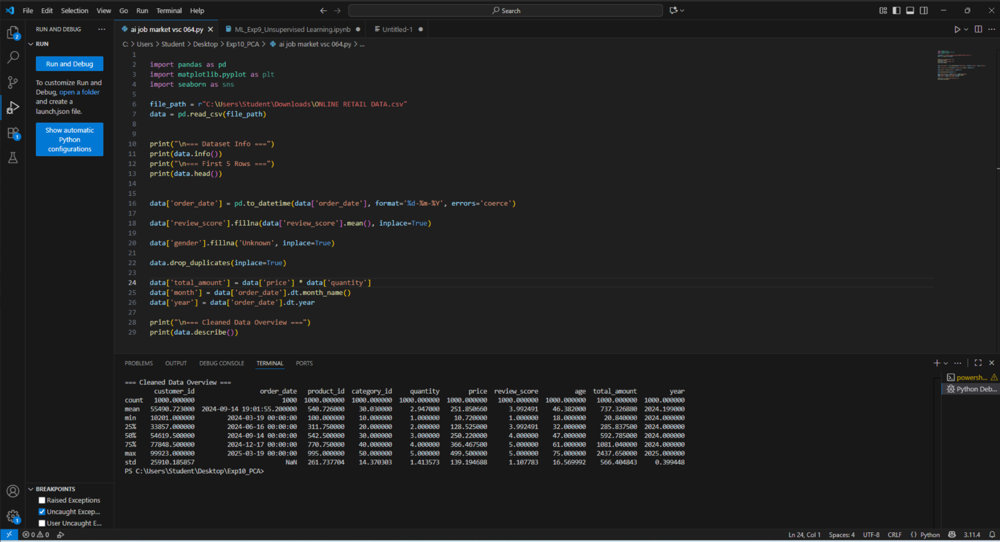 File Edit Selection View Go Run Terminal Help
Search
RUN AND DEBUG ...
RUN
Run and Debug
To customize Run and
Debug, open a folder
and create a
launch.json file.
Show automatic
Python
configurations
2
1
ai job market vsc 064.py
ML_Exp9_Unsupervised Learning.ipynb
Untitled-1
C: > Users > Student > Desktop > Exp10_PCA > ai job market vsc 064.py > ...
1
2 import pandas as pd
3 import matplotlib.pyplot as plt
4 import seaborn as sns
5
6 file_path = r"C:\Users\Student\Downloads\ONLINE RETAIL DATA.csv"
7 data = pd.read_csv(file_path)
8
9
10 print("\n=== Dataset Info ===")
11 print(data.info())
12 print("\n=== First 5 Rows ===")
13 print(data.head())
14
15
16 data['order_date'] = pd.to_datetime(data['order_date'], format='%d-%m-%Y', errors='coerce')
17
18 data['review_score'].fillna(data['review_score'].mean(), inplace=True)
19
20 data['gender'].fillna('Unknown', inplace=True)
21
22 data.drop_duplicates(inplace=True)
23
24 data['total_amount'] = data['price'] * data['quantity']
25 data['month'] = data['order_date'].dt.month_name()
26 data['year'] = data['order_date'].dt.year
27
28 print("\n=== Cleaned Data Overview ===")
29 print(data.describe())
PROBLEMS OUTPUT DEBUG CONSOLE TERMINAL PORTS
=== Cleaned Data Overview ===
customer_id order_date product_id category_id quantity price review_score age total_amount year
count 1000.000000 1000 1000.000000 1000.000000 1000.000000 1000.000000 1000.000000 1000.000000 1000.000000 1000.000000
mean 55490.723000 2024-09-14 19:01:55.200000 540.726000 30.030000 2.947000 251.850660 3.992491 46.382000 737.326880 2024.199000
min 10201.000000 2024-03-19 00:00:00 100.000000 10.000000 1.000000 10.720000 1.000000 18.000000 20.840000 2024.000000
25% 33857.000000 2024-06-16 00:00:00 311.750000 20.000000 2.000000 128.525000 3.992491 32.000000 285.837500 2024.000000
50% 54619.500000 2024-09-14 00:00:00 542.500000 30.000000 3.000000 250.220000 4.000000 47.000000 592.785000 2024.000000
75% 77848.500000 2024-12-17 00:00:00 770.750000 40.000000 4.000000 366.467500 5.000000 61.000000 1081.040000 2024.000000
max 99923.000000 2025-03-19 00:00:00 995.000000 50.000000 5.000000 499.500000 5.000000 75.000000 2437.650000 2025.000000
std 25910.185857 NaN 261.737704 14.370303 1.413573 139.194688 1.107783 16.569992 566.404843 0.399448
PS C:\Users\Student\Desktop\Exp10_PCA>
powersh...
Python Deb...
BREAKPOINTS
Raised Exceptions
Uncaught Excep...
User Uncaught E...
1
0 0
Ln 24, Col 1 Spaces: 4 UTF-8 CRLF {} Python 3.11.4